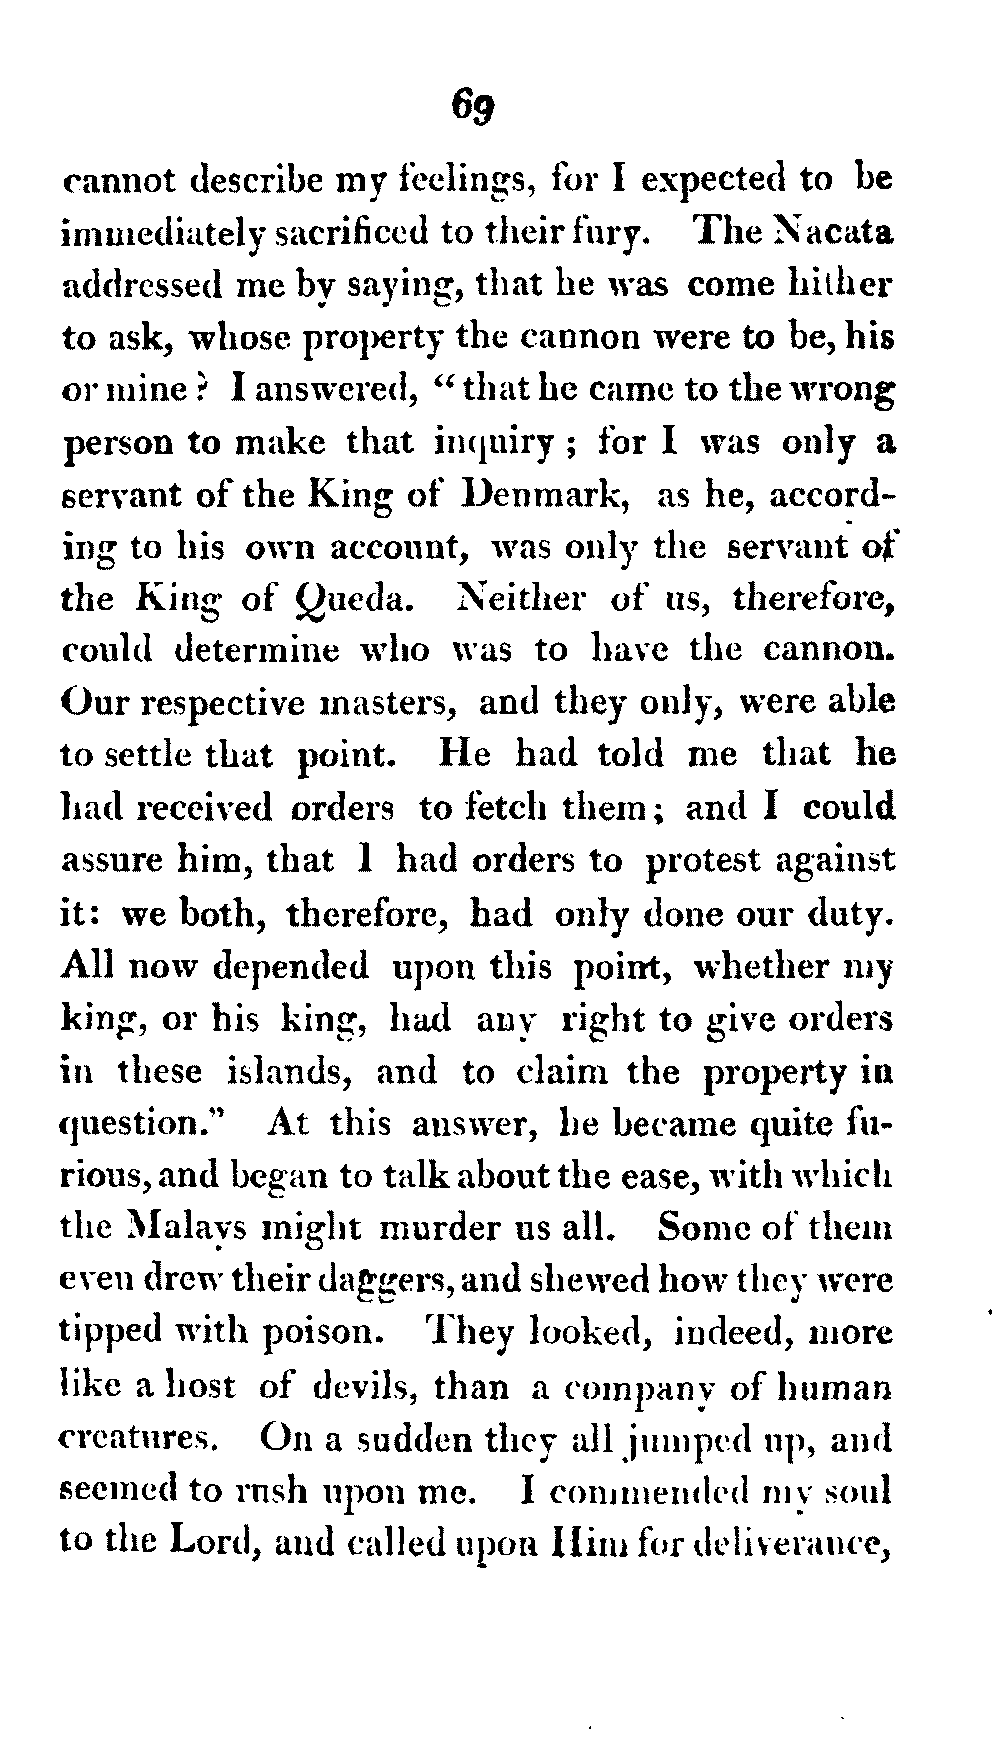 69
cannot describe my feelings, for I expected to be
immediately sacrificed to their fury. The Nacata
addressed me by saying, that he was come hither
to ask, whose property the cannon were to be, his
or mine? I answered, “that he came to the wrong
person to make that inquiry; for I was only a
servant of the King of Denmark, as he, accord-
ing to his own account, was only the servant of
the King of Queda. Neither of us, therefore,
could determine who was to have the cannon.
Our respective masters, and they only, were able
to settle that point. He had told me that he
had received orders to fetch them; and I could
assure him, that I had orders to protest against
it: we both, therefore, had only done our duty.
All now depended upon this point, whether my
king, or his king, had any right to give orders
in these islands, and to claim the property in
question.” At this answer, he became quite fu-
rious, and began to talk about the ease, with which
the Malays might murder us all. Some of them
even drew their daggers, and shewed how they were
tipped with poison. They looked, indeed, more
like a host of devils, than a company of human
creatures. On a sudden they all jumped up, and
seemed to rush upon me. I commended my soul
to the Lord, and called upon Him for deliverance,